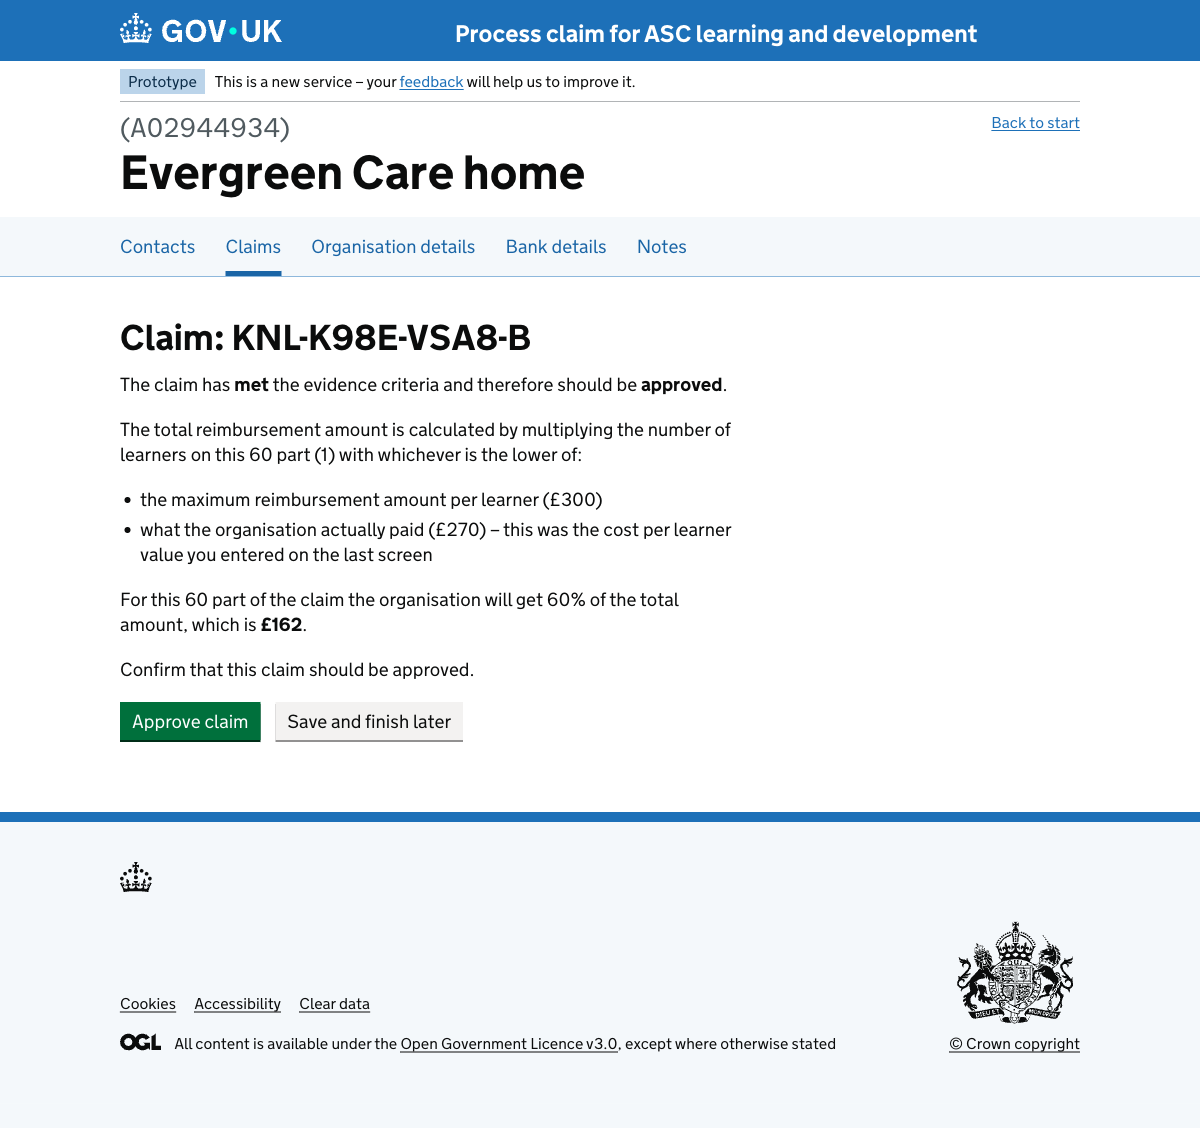 GOV·UK
Process claim for ASC learning and development
Prototype This is a new service – your feedback will help us to improve it.
(A02944934)
Back to start
Evergreen Care home
Contacts Claims Organisation details Bank details Notes
Claim: KNL-K98E-VSA8-B
The claim has met the evidence criteria and therefore should be approved.
The total reimbursement amount is calculated by multiplying the number of
learners on this 60 part (1) with whichever is the lower of:
• the maximum reimbursement amount per learner (£300)
• what the organisation actually paid (£270) – this was the cost per learner
value you entered on the last screen
For this 60 part of the claim the organisation will get 60% of the total
amount, which is £162.
Confirm that this claim should be approved.
Approve claim Save and finish later
Cookies Accessibility Clear data
OGL All content is available under the Open Government Licence v3.0, except where otherwise stated
© Crown copyright